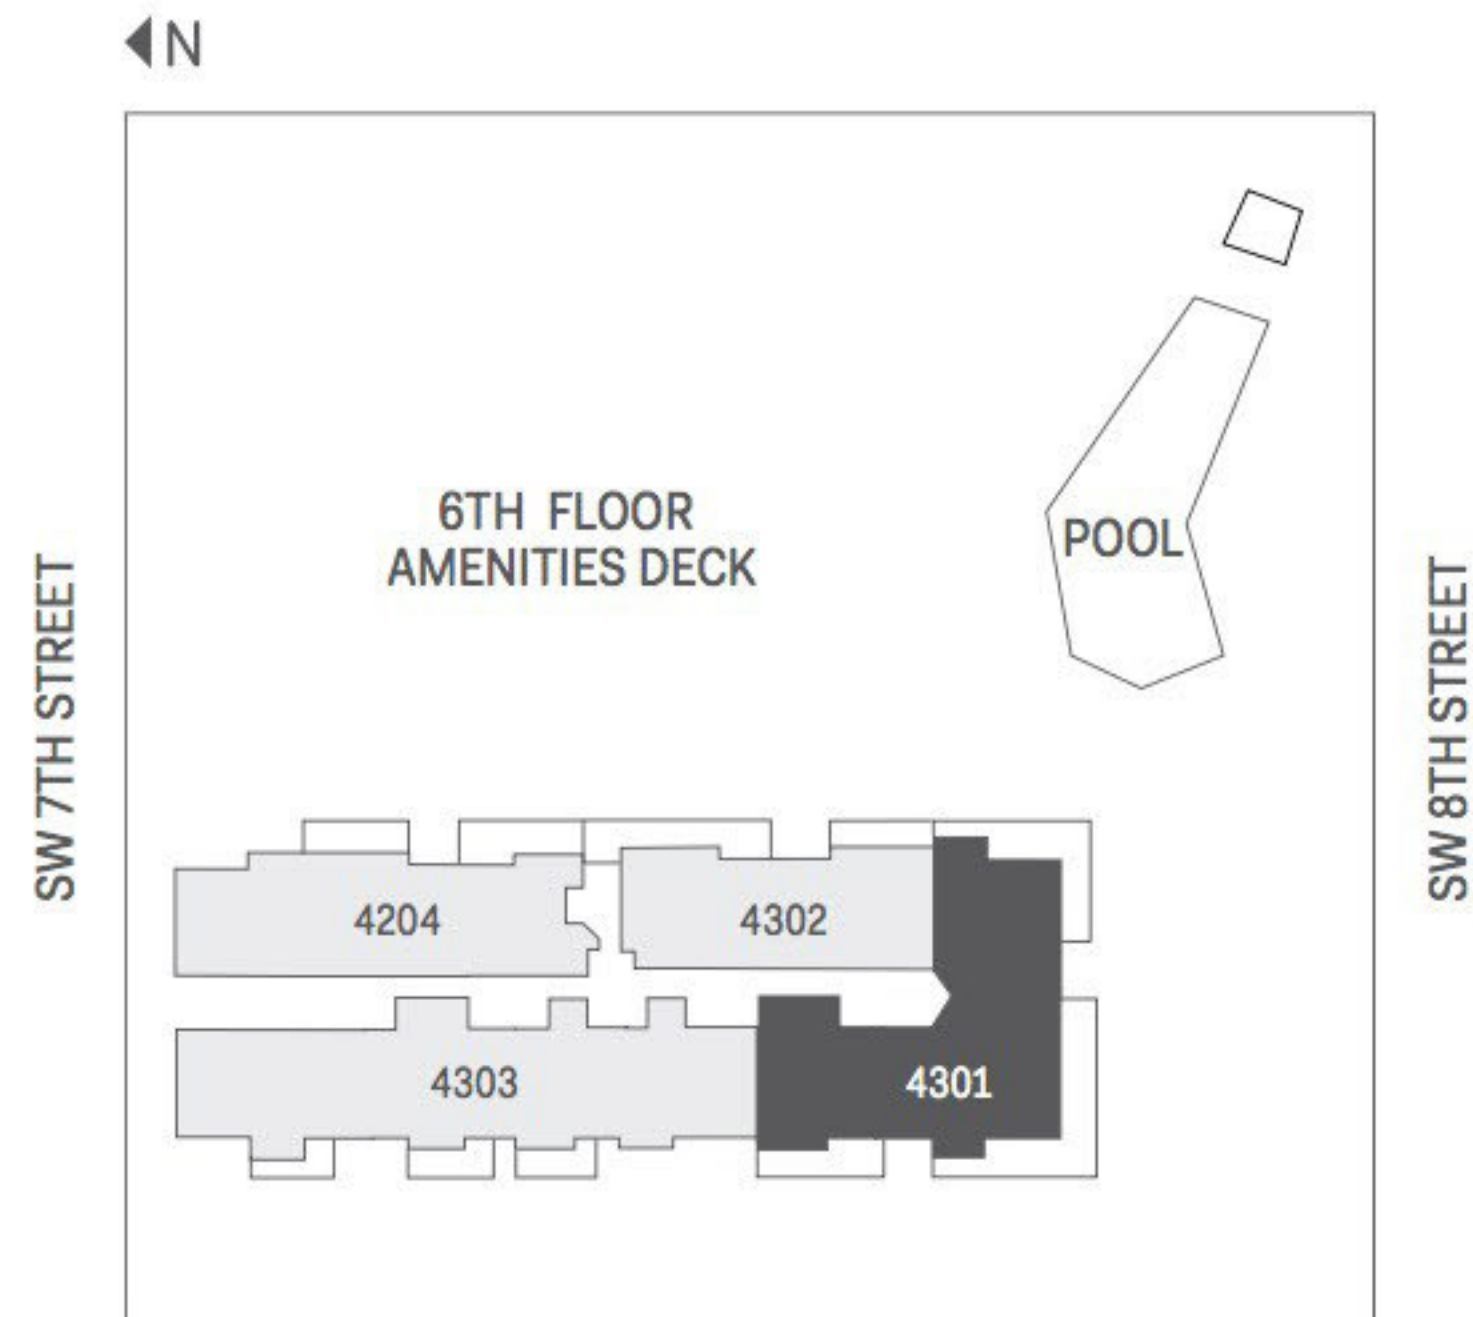 N
6TH FLOOR
AMENITIES DECK
POOL
SW 7TH STREET
SW 8TH STREET
4204
4302
4303
4301